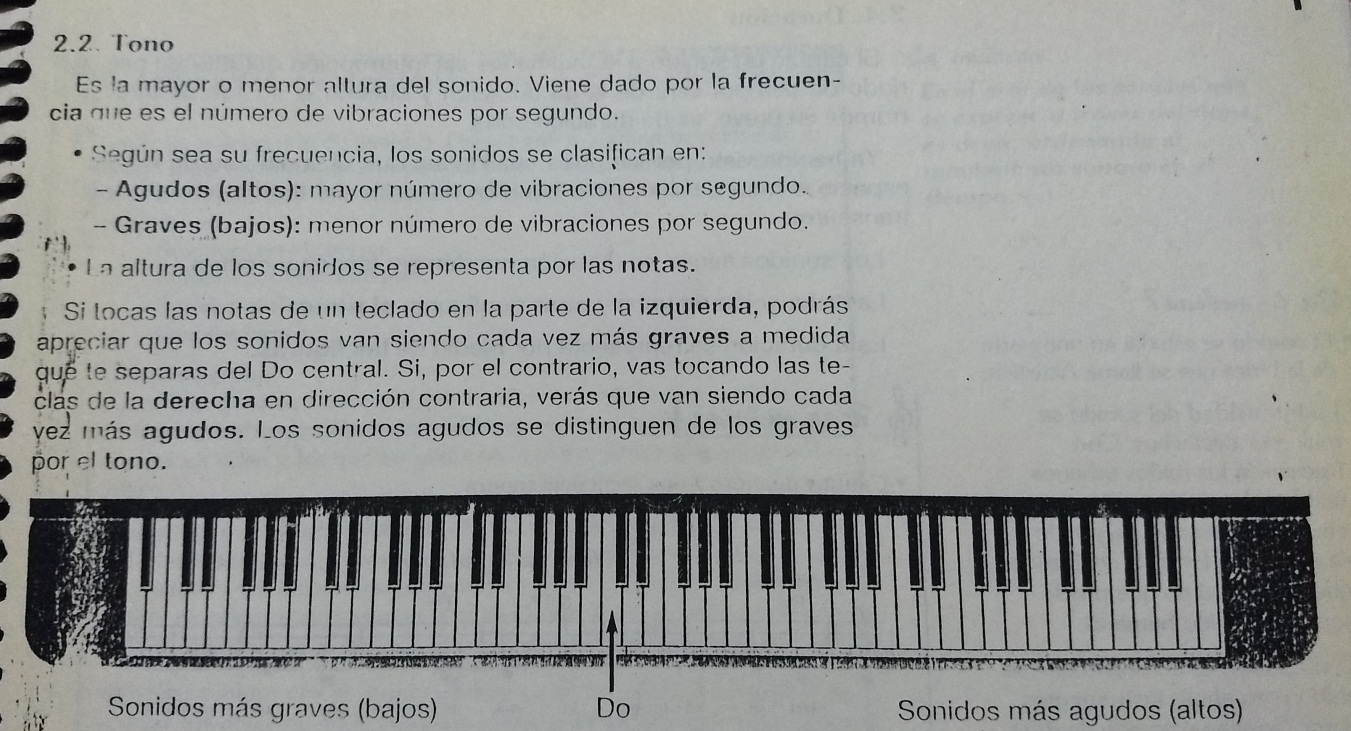 2.2. Tono
Es la mayor o menor altura del sonido. Viene dado por la frecuen-
cia que es el número de vibraciones por segundo.
• Según sea su frecuencia, los sonidos se clasifican en:
– Agudos (altos): mayor número de vibraciones por segundo.
– Graves (bajos): menor número de vibraciones por segundo.
• La altura de los sonidos se representa por las notas.
Si tocas las notas de un teclado en la parte de la izquierda, podrás
apreciar que los sonidos van siendo cada vez más graves a medida
que te separas del Do central. Si, por el contrario, vas tocando las te-
clas de la derecha en dirección contraria, verás que van siendo cada
vez más agudos. Los sonidos agudos se distinguen de los graves
por el tono.
Sonidos más graves (bajos) Do Sonidos más agudos (altos)